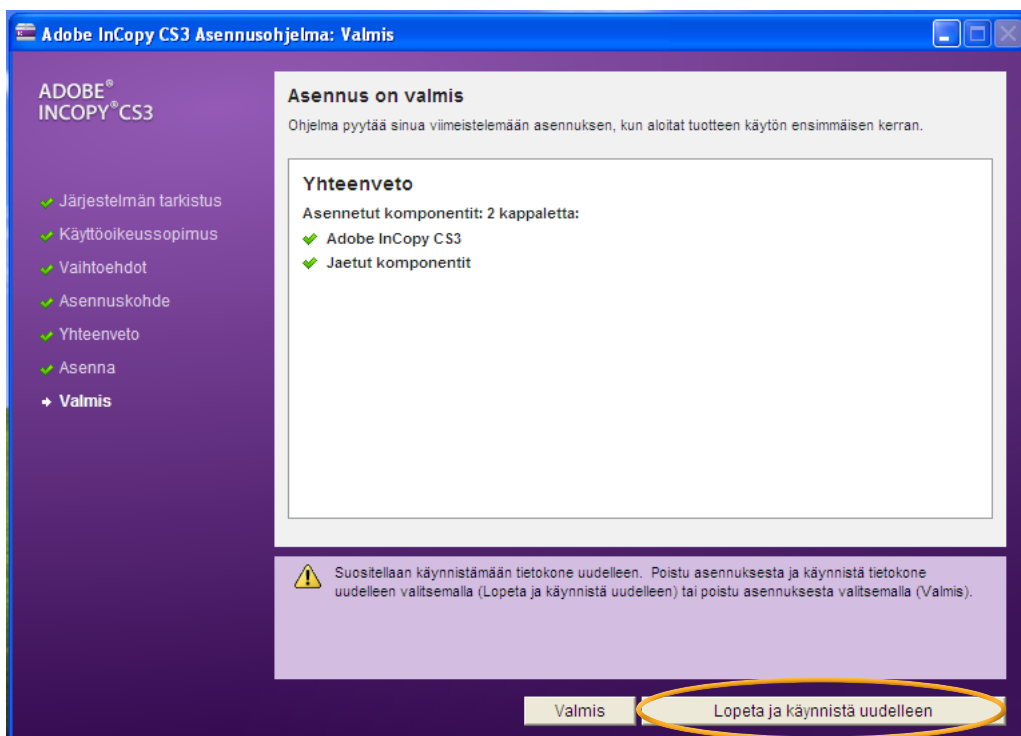 Adobe InCopy CS3 Asennusohjelma: Valmis
ADOBE®
INCOPY®CS3
Järjestelmän tarkistus
Käyttöoikeussopimus
Vaihtoehdot
Asennuskohde
Yhteenveto
Asenna
Valmis
Asennus on valmis
Ohjelma pyytää sinua viimeistelemään asennuksen, kun aloitat tuotteen käytön ensimmäisen kerran.
Yhteenveto
Asennetut komponentit: 2 kappaletta:
Adobe InCopy CS3
Jaetut komponentit
Suositellaan käynnistämään tietokone uudelleen. Poistu asennuksesta ja käynnistä tietokone
uudelleen valitsemalla (Lopeta ja käynnistä uudelleen) tai poistu asennuksesta valitsemalla (Valmis).
Valmis
Lopeta ja käynnistä uudelleen